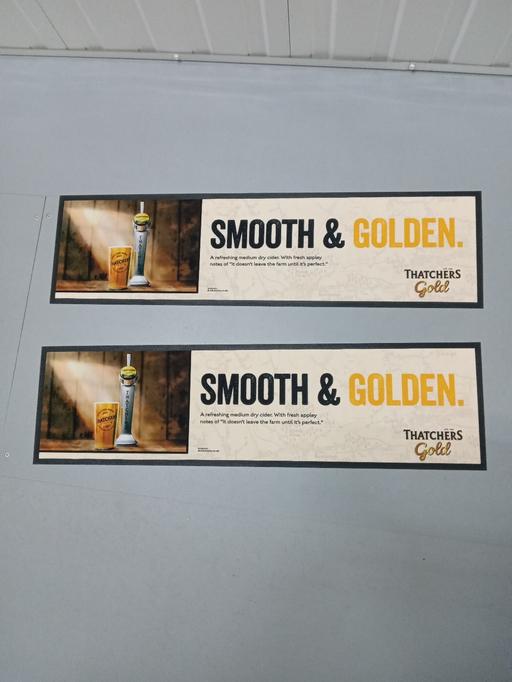 SMOOTH & GOLDEN.
A refreshing medium dry cider. With fresh appley
notes of "It doesn't leave the farm until it's perfect."
THATCHERS
Gold
SMOOTH & GOLDEN.
A refreshing medium dry cider. With fresh appley
notes of "It doesn't leave the farm until it's perfect."
THATCHERS
Gold